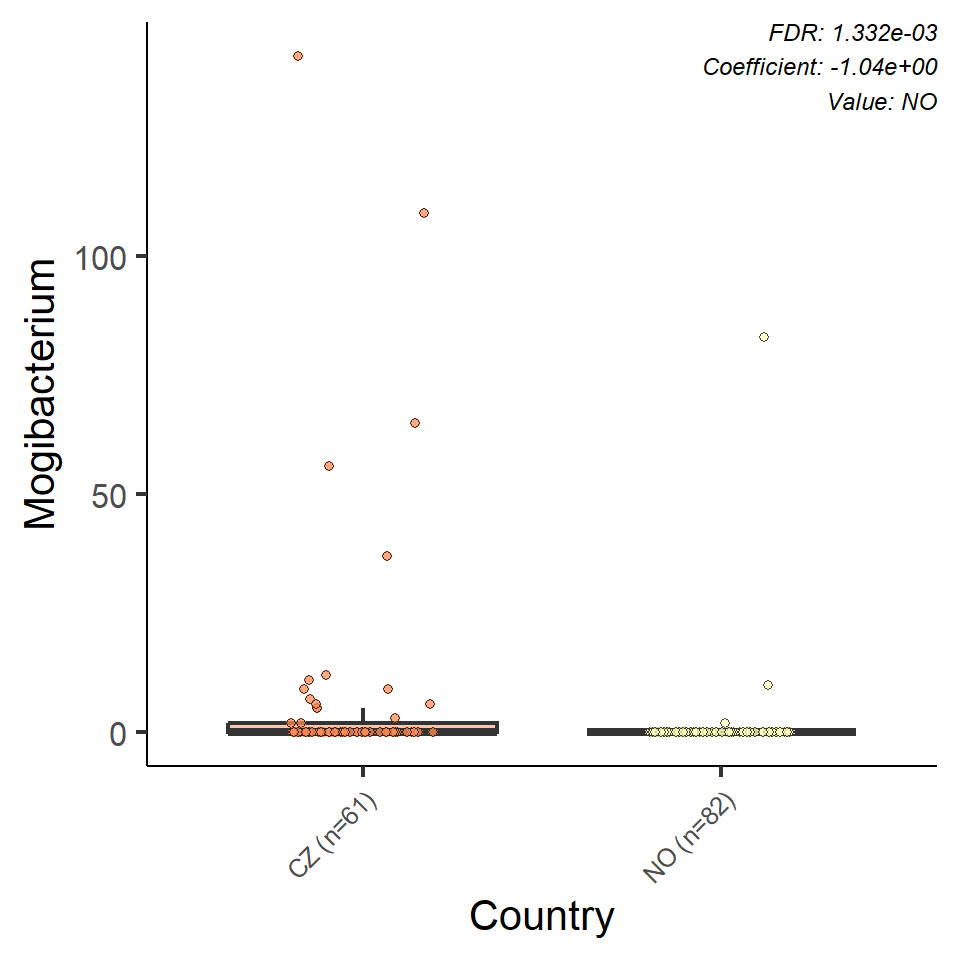 FDR: 1.332e-03
Coefficient: -1.04e+00
Value: NO
Mogibacterium
100
50
0
CZ (n=61)
NO (n=82)
Country